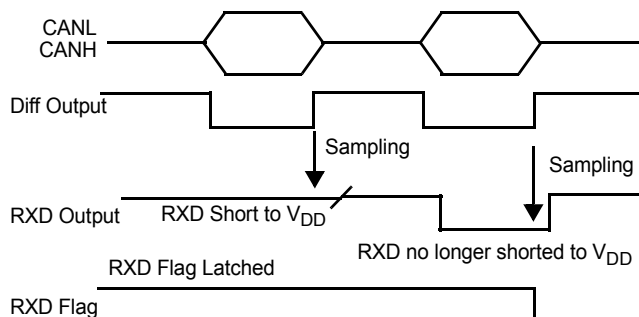 CANL
CANH
Diff Output
Sampling
Sampling
RXD Output
RXD Short to VDD
RXD no longer shorted to VDD
RXD Flag Latched
RXD Flag